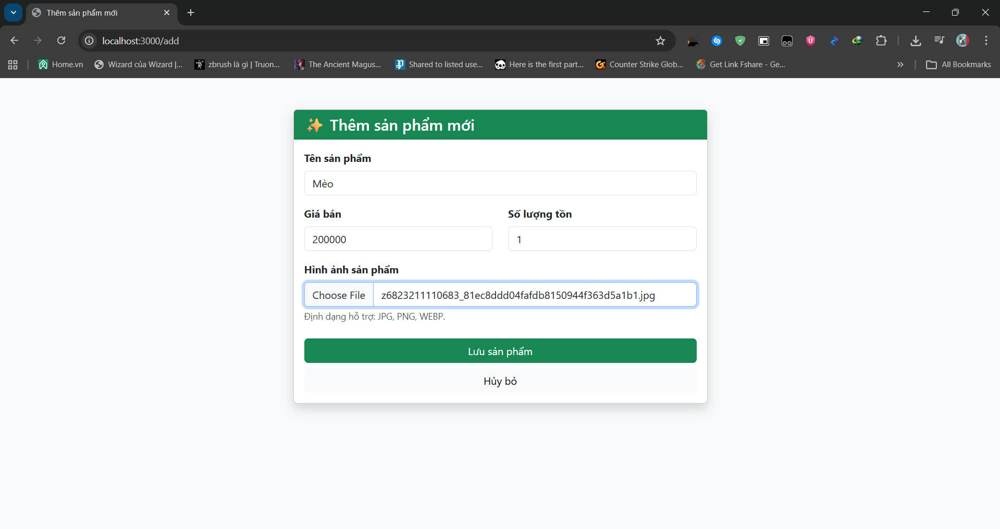 Thêm sản phẩm mới
localhost:3000/add
Home.vn
Wizard của Wizard |...
zbrush là gì | Truon...
The Ancient Magus...
Shared to listed use...
Here is the first part...
Counter Strike Glob...
Get Link Fshare - Ge...
All Bookmarks
✨ Thêm sản phẩm mới
Tên sản phẩm
Mèo
Giá bán
Số lượng tồn
200000
1
Hình ảnh sản phẩm
Choose File z6823211110683_81ec8ddd04fafdb8150944f363d5a1b1.jpg
Định dạng hỗ trợ: JPG, PNG, WEBP.
Lưu sản phẩm
Hủy bỏ